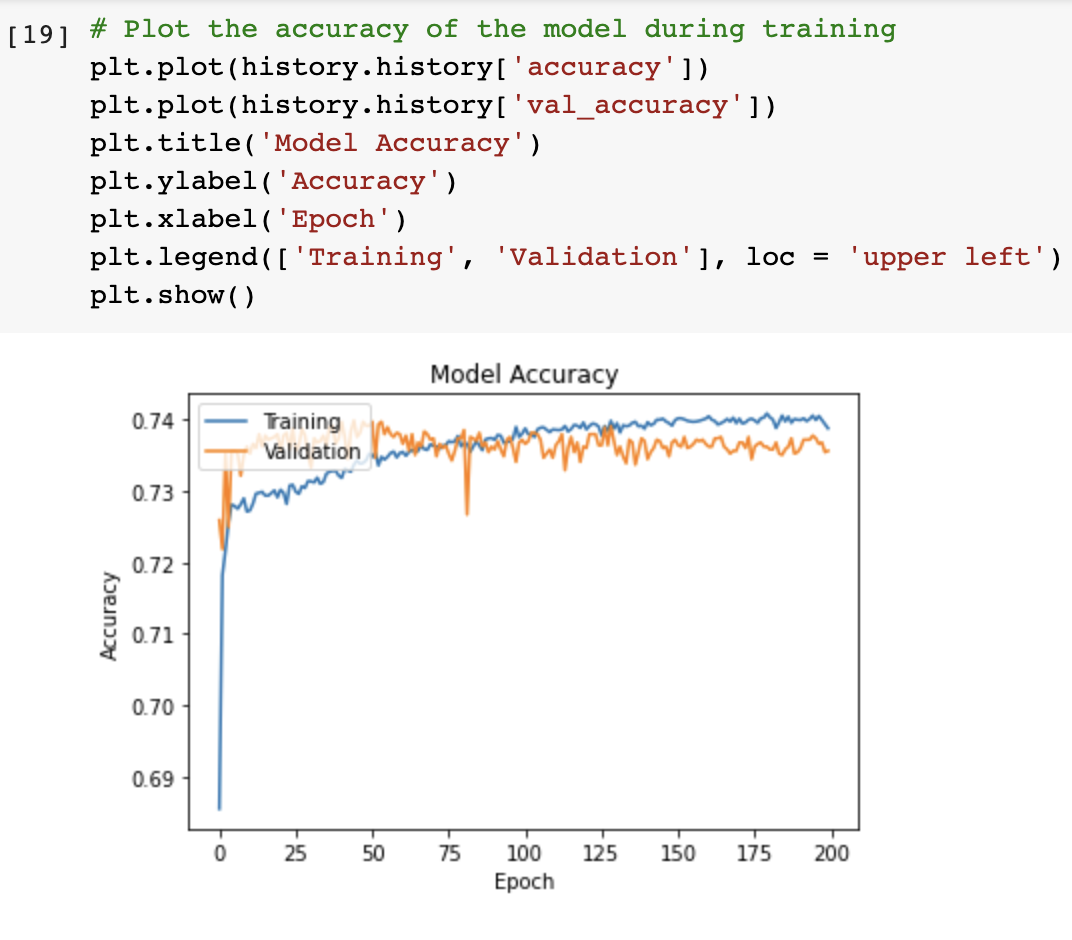 [19] # Plot the accuracy of the model during training
plt.plot(history.history['accuracy'])
plt.plot(history.history['val_accuracy'])
plt.title('Model Accuracy')
plt.ylabel('Accuracy')
plt.xlabel('Epoch')
plt.legend(['Training', 'Validation'], loc = 'upper left')
plt.show()
Model Accuracy
Training
Validation
0.74
0.73
0.72
0.71
0.70
0.69
Accuracy
0 25 50 75 100 125 150 175 200
Epoch